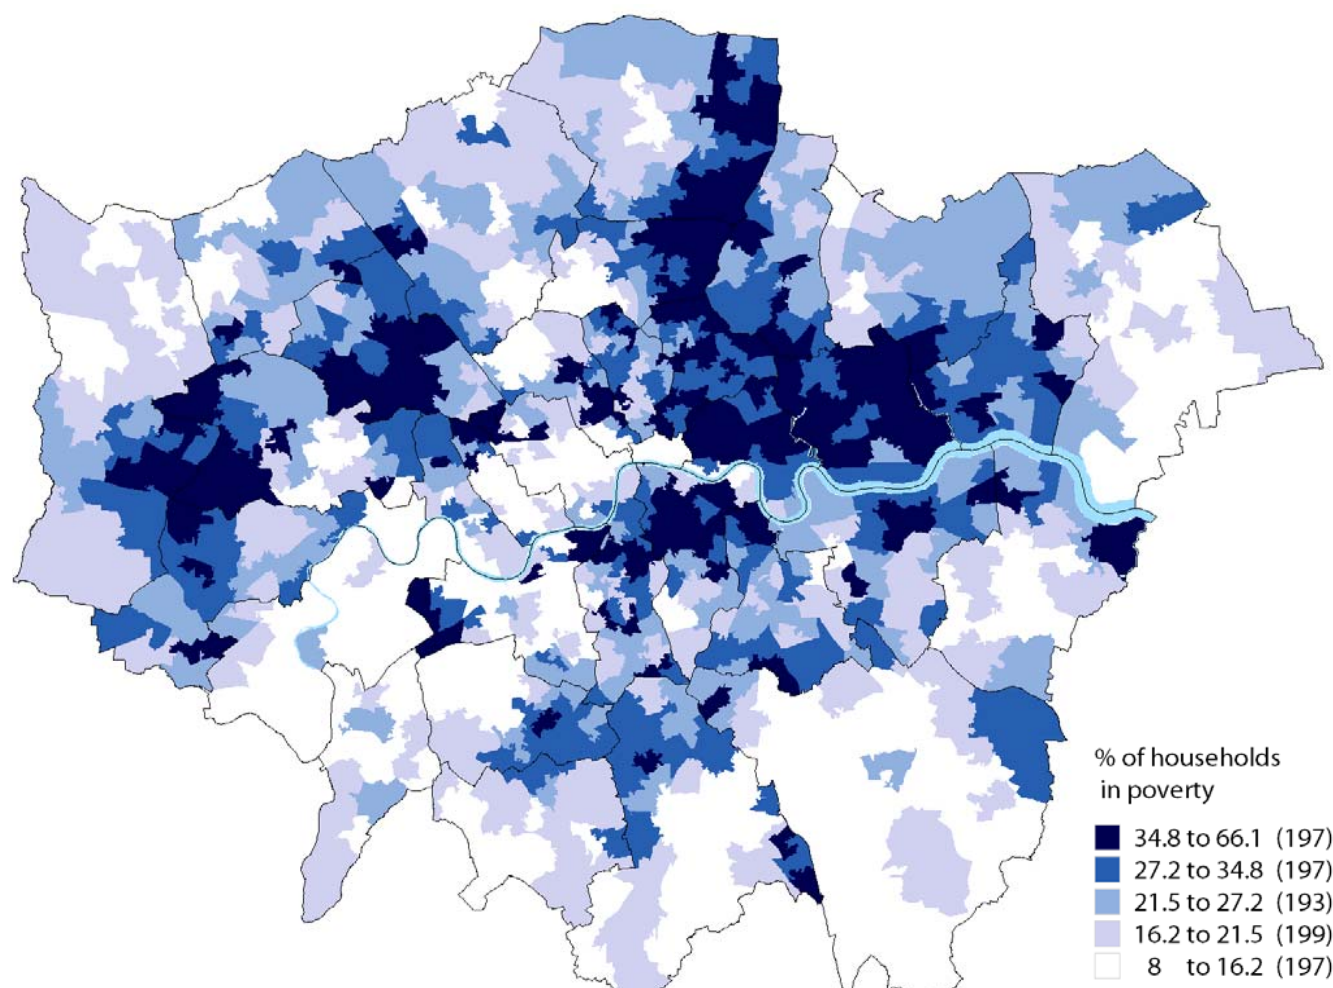 % of households
in poverty
34.8 to 66.1 (197)
27.2 to 34.8 (197)
21.5 to 27.2 (193)
16.2 to 21.5 (199)
8 to 16.2 (197)